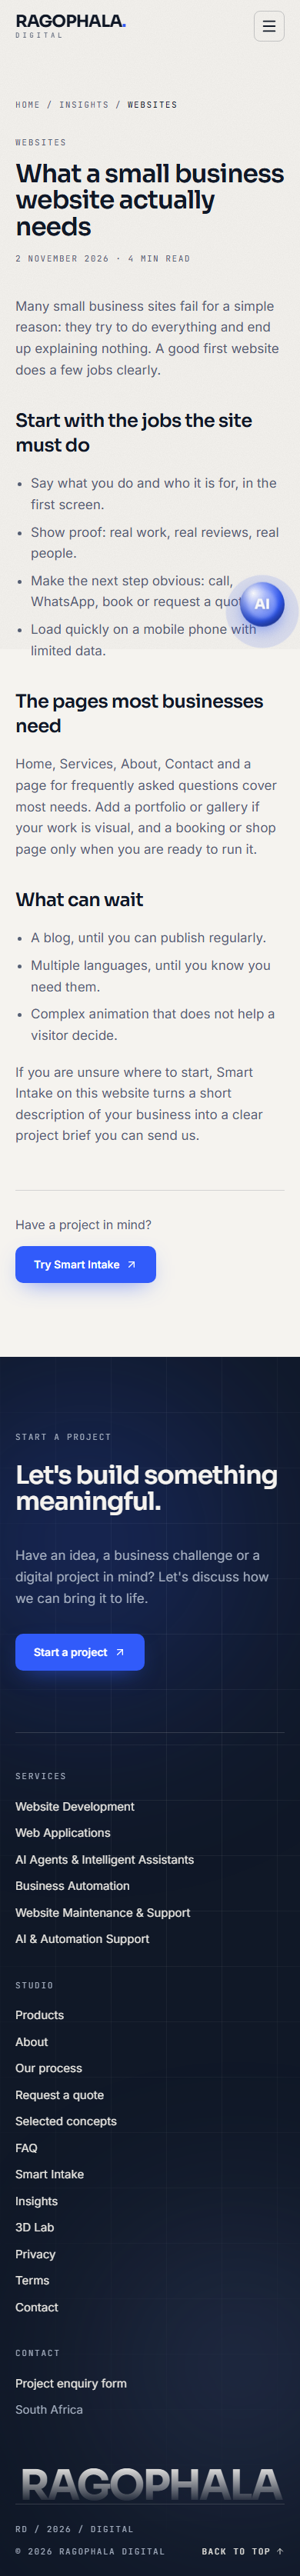 RAGOPHALA.
DIGITAL
HOME / INSIGHTS / WEBSITES
WEBSITES
What a small business
website actually
needs
2 NOVEMBER 2026 · 4 MIN READ
Many small business sites fail for a simple
reason: they try to do everything and end
up explaining nothing. A good first website
does a few jobs clearly.
Start with the jobs the site
must do
• Say what you do and who it is for, in the
first screen.
• Show proof: real work, real reviews, real
people.
• Make the next step obvious: call,
WhatsApp, book or request a quot
AI
• Load quickly on a mobile phone with
limited data.
The pages most businesses
need
Home, Services, About, Contact and a
page for frequently asked questions cover
most needs. Add a portfolio or gallery if
your work is visual, and a booking or shop
page only when you are ready to run it.
What can wait
• A blog, until you can publish regularly.
• Multiple languages, until you know you
need them.
• Complex animation that does not help a
visitor decide.
If you are unsure where to start, Smart
Intake on this website turns a short
description of your business into a clear
project brief you can send us.
Have a project in mind?
Try Smart Intake ↗
START A PROJECT
Let's build something
meaningful.
Have an idea, a business challenge or a
digital project in mind? Let's discuss how
we can bring it to life.
Start a project ↗
SERVICES
Website Development
Web Applications
AI Agents & Intelligent Assistants
Business Automation
Website Maintenance & Support
AI & Automation Support
STUDIO
Products
About
Our process
Request a quote
Selected concepts
FAQ
Smart Intake
Insights
3D Lab
Privacy
Terms
Contact
CONTACT
Project enquiry form
South Africa
RAGOPHALA
RD / 2026 / DIGITAL
© 2026 RAGOPHALA DIGITAL BACK TO TOP ↑